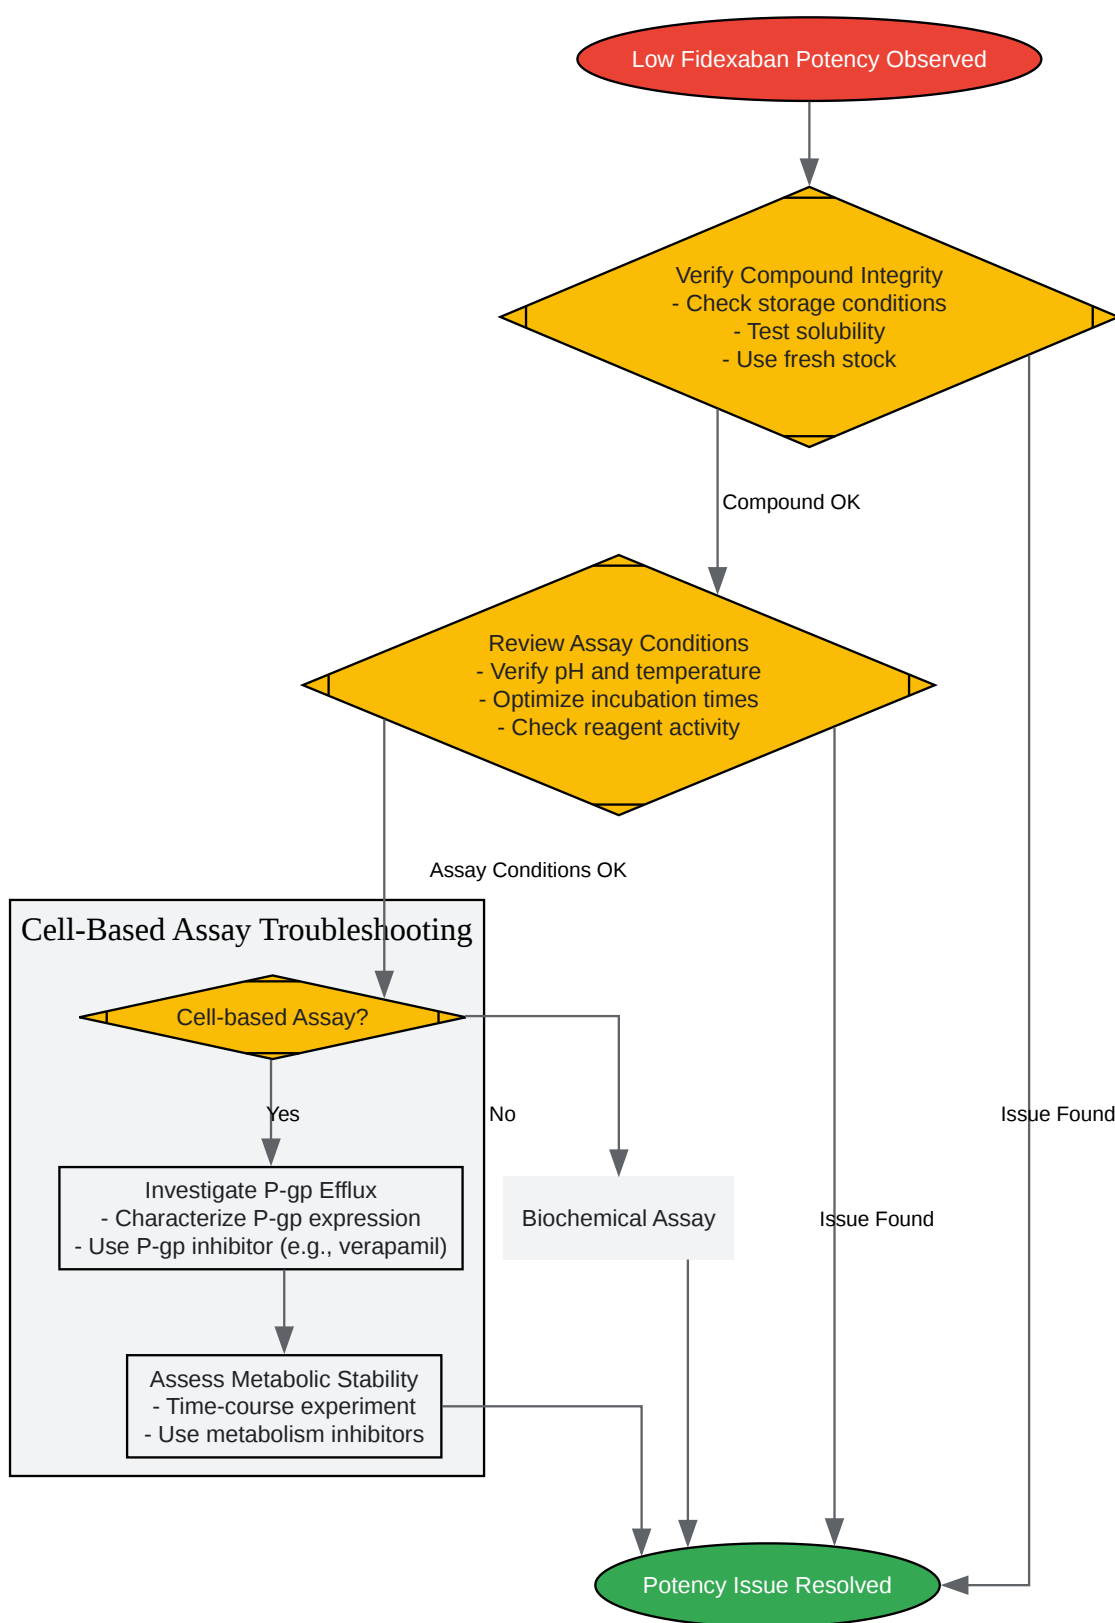 Low Fidexaban Potency Observed
Verify Compound Integrity
- Check storage conditions
- Test solubility
- Use fresh stock
Compound OK
Review Assay Conditions
- Verify pH and temperature
- Optimize incubation times
- Check reagent activity
Assay Conditions OK
Cell-Based Assay Troubleshooting
Cell-based Assay?
Yes
No
Issue Found
Investigate P-gp Efflux
- Characterize P-gp expression
- Use P-gp inhibitor (e.g., verapamil)
Biochemical Assay
Issue Found
Assess Metabolic Stability
- Time-course experiment
- Use metabolism inhibitors
Potency Issue Resolved